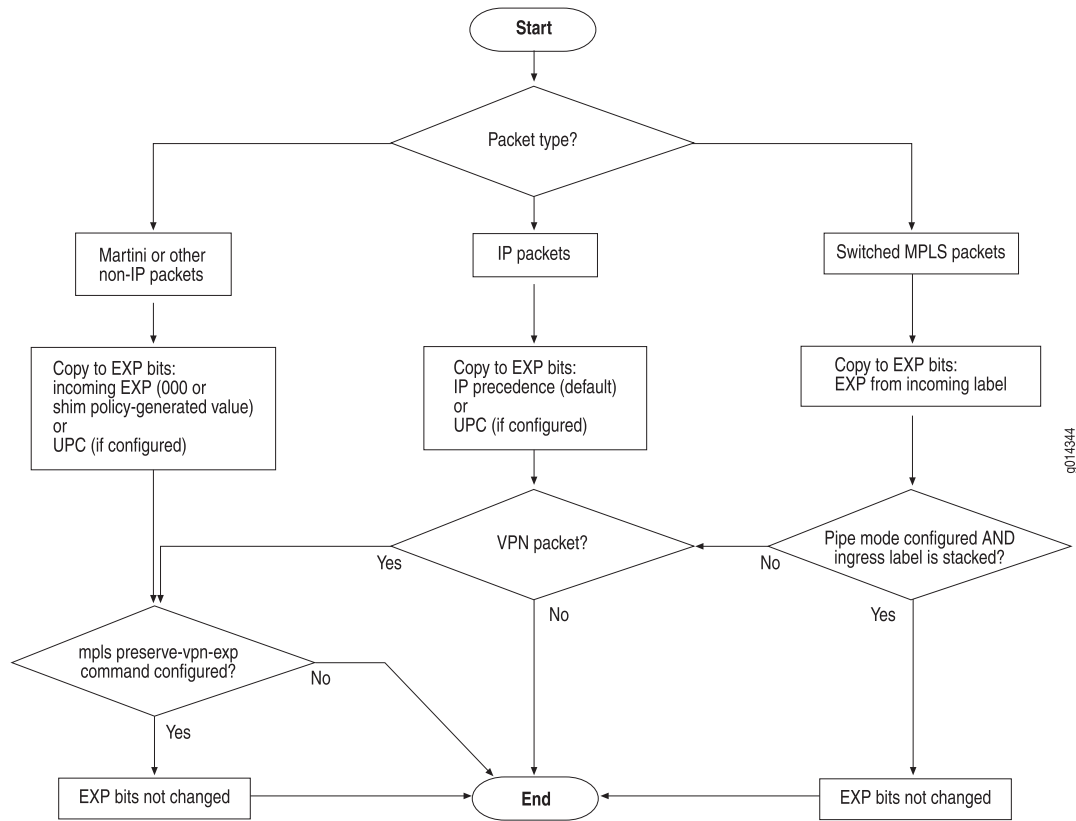 Start
Packet type?
Martini or other
non-IP packets
IP packets
Switched MPLS packets
Copy to EXP bits:
incoming EXP (000 or
shim policy-generated value)
or
UPC (if configured)
Copy to EXP bits:
IP precedence (default)
or
UPC (if configured)
Copy to EXP bits:
EXP from incoming label
g014344
VPN packet?
Pipe mode configured AND
ingress label is stacked?
Yes
No
No
Yes
mpls preserve-vpn-exp
command configured?
No
Yes
EXP bits not changed
End
EXP bits not changed